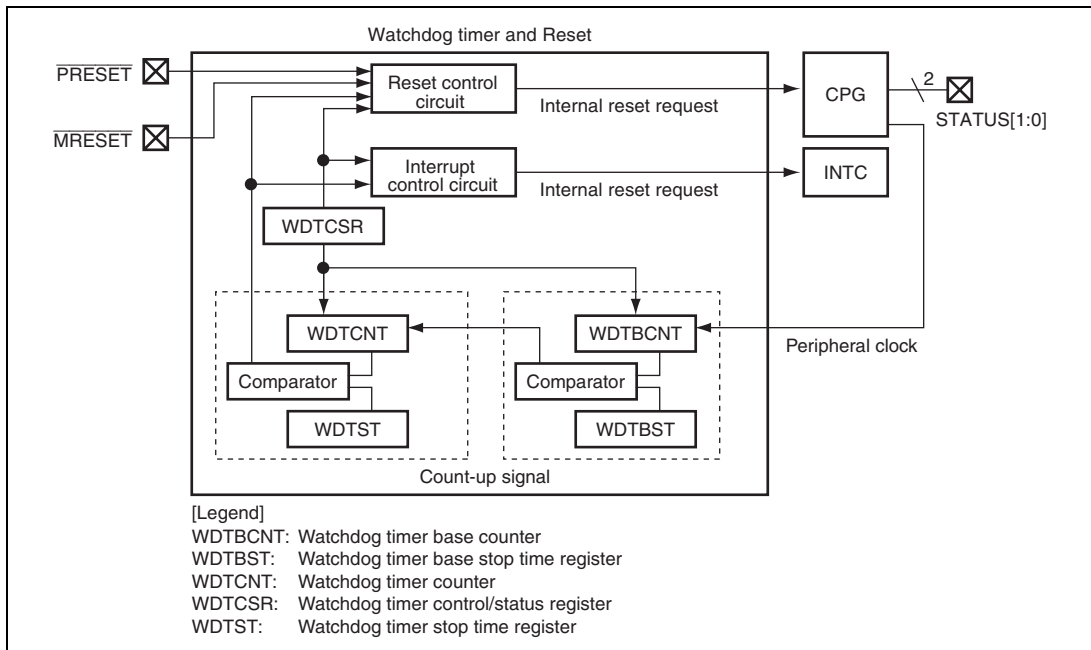 Watchdog timer and Reset
PRESET
MRESET
Reset control
circuit
Internal reset request
CPG
2
STATUS[1:0]
Interrupt
control circuit
Internal reset request
INTC
WDTCSR
WDTCNT
WDTBCNT
Peripheral clock
Comparator
Comparator
WDTST
WDTBST
Count-up signal
[Legend]
WDTBCNT: Watchdog timer base counter
WDTBST: Watchdog timer base stop time register
WDTCNT: Watchdog timer counter
WDTCSR: Watchdog timer control/status register
WDTST: Watchdog timer stop time register